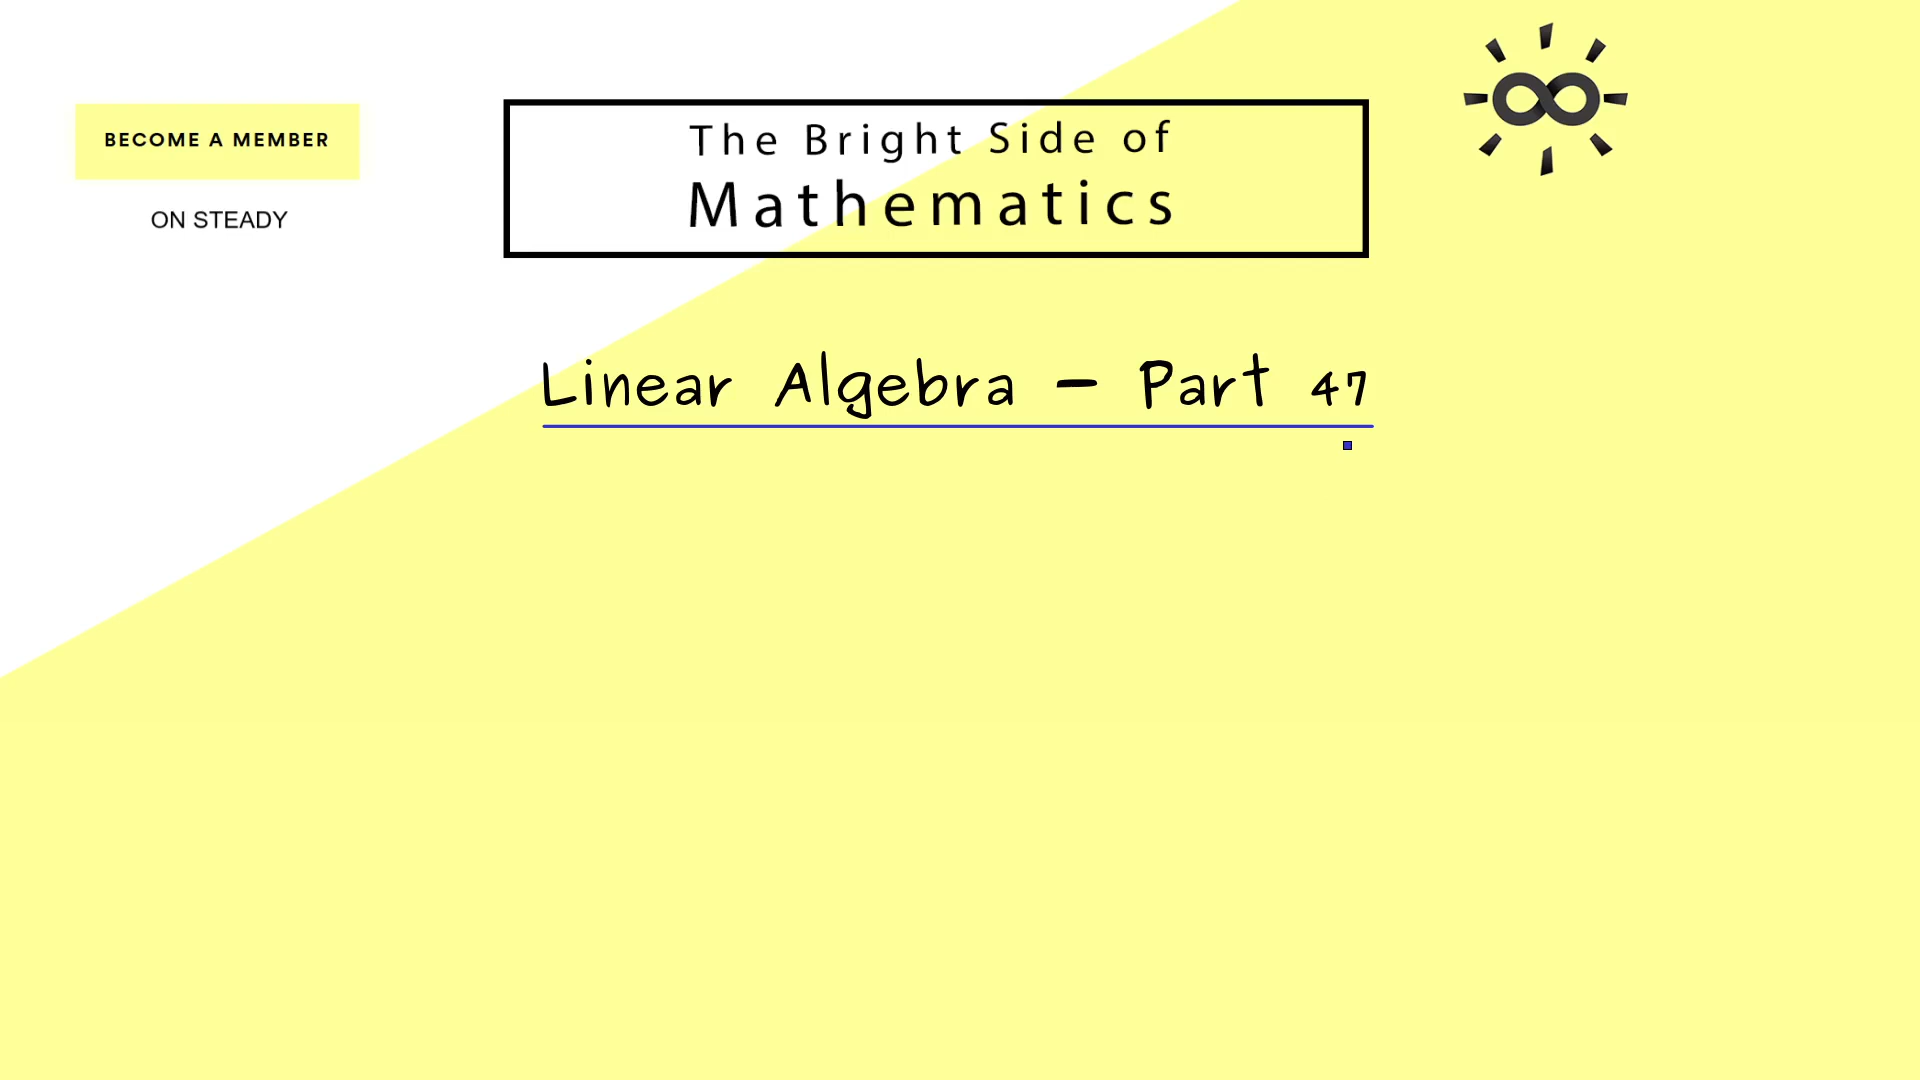 BECOME A MEMBER
ON STEADY
The Bright Side of
Mathematics
Linear Algebra – Part 47